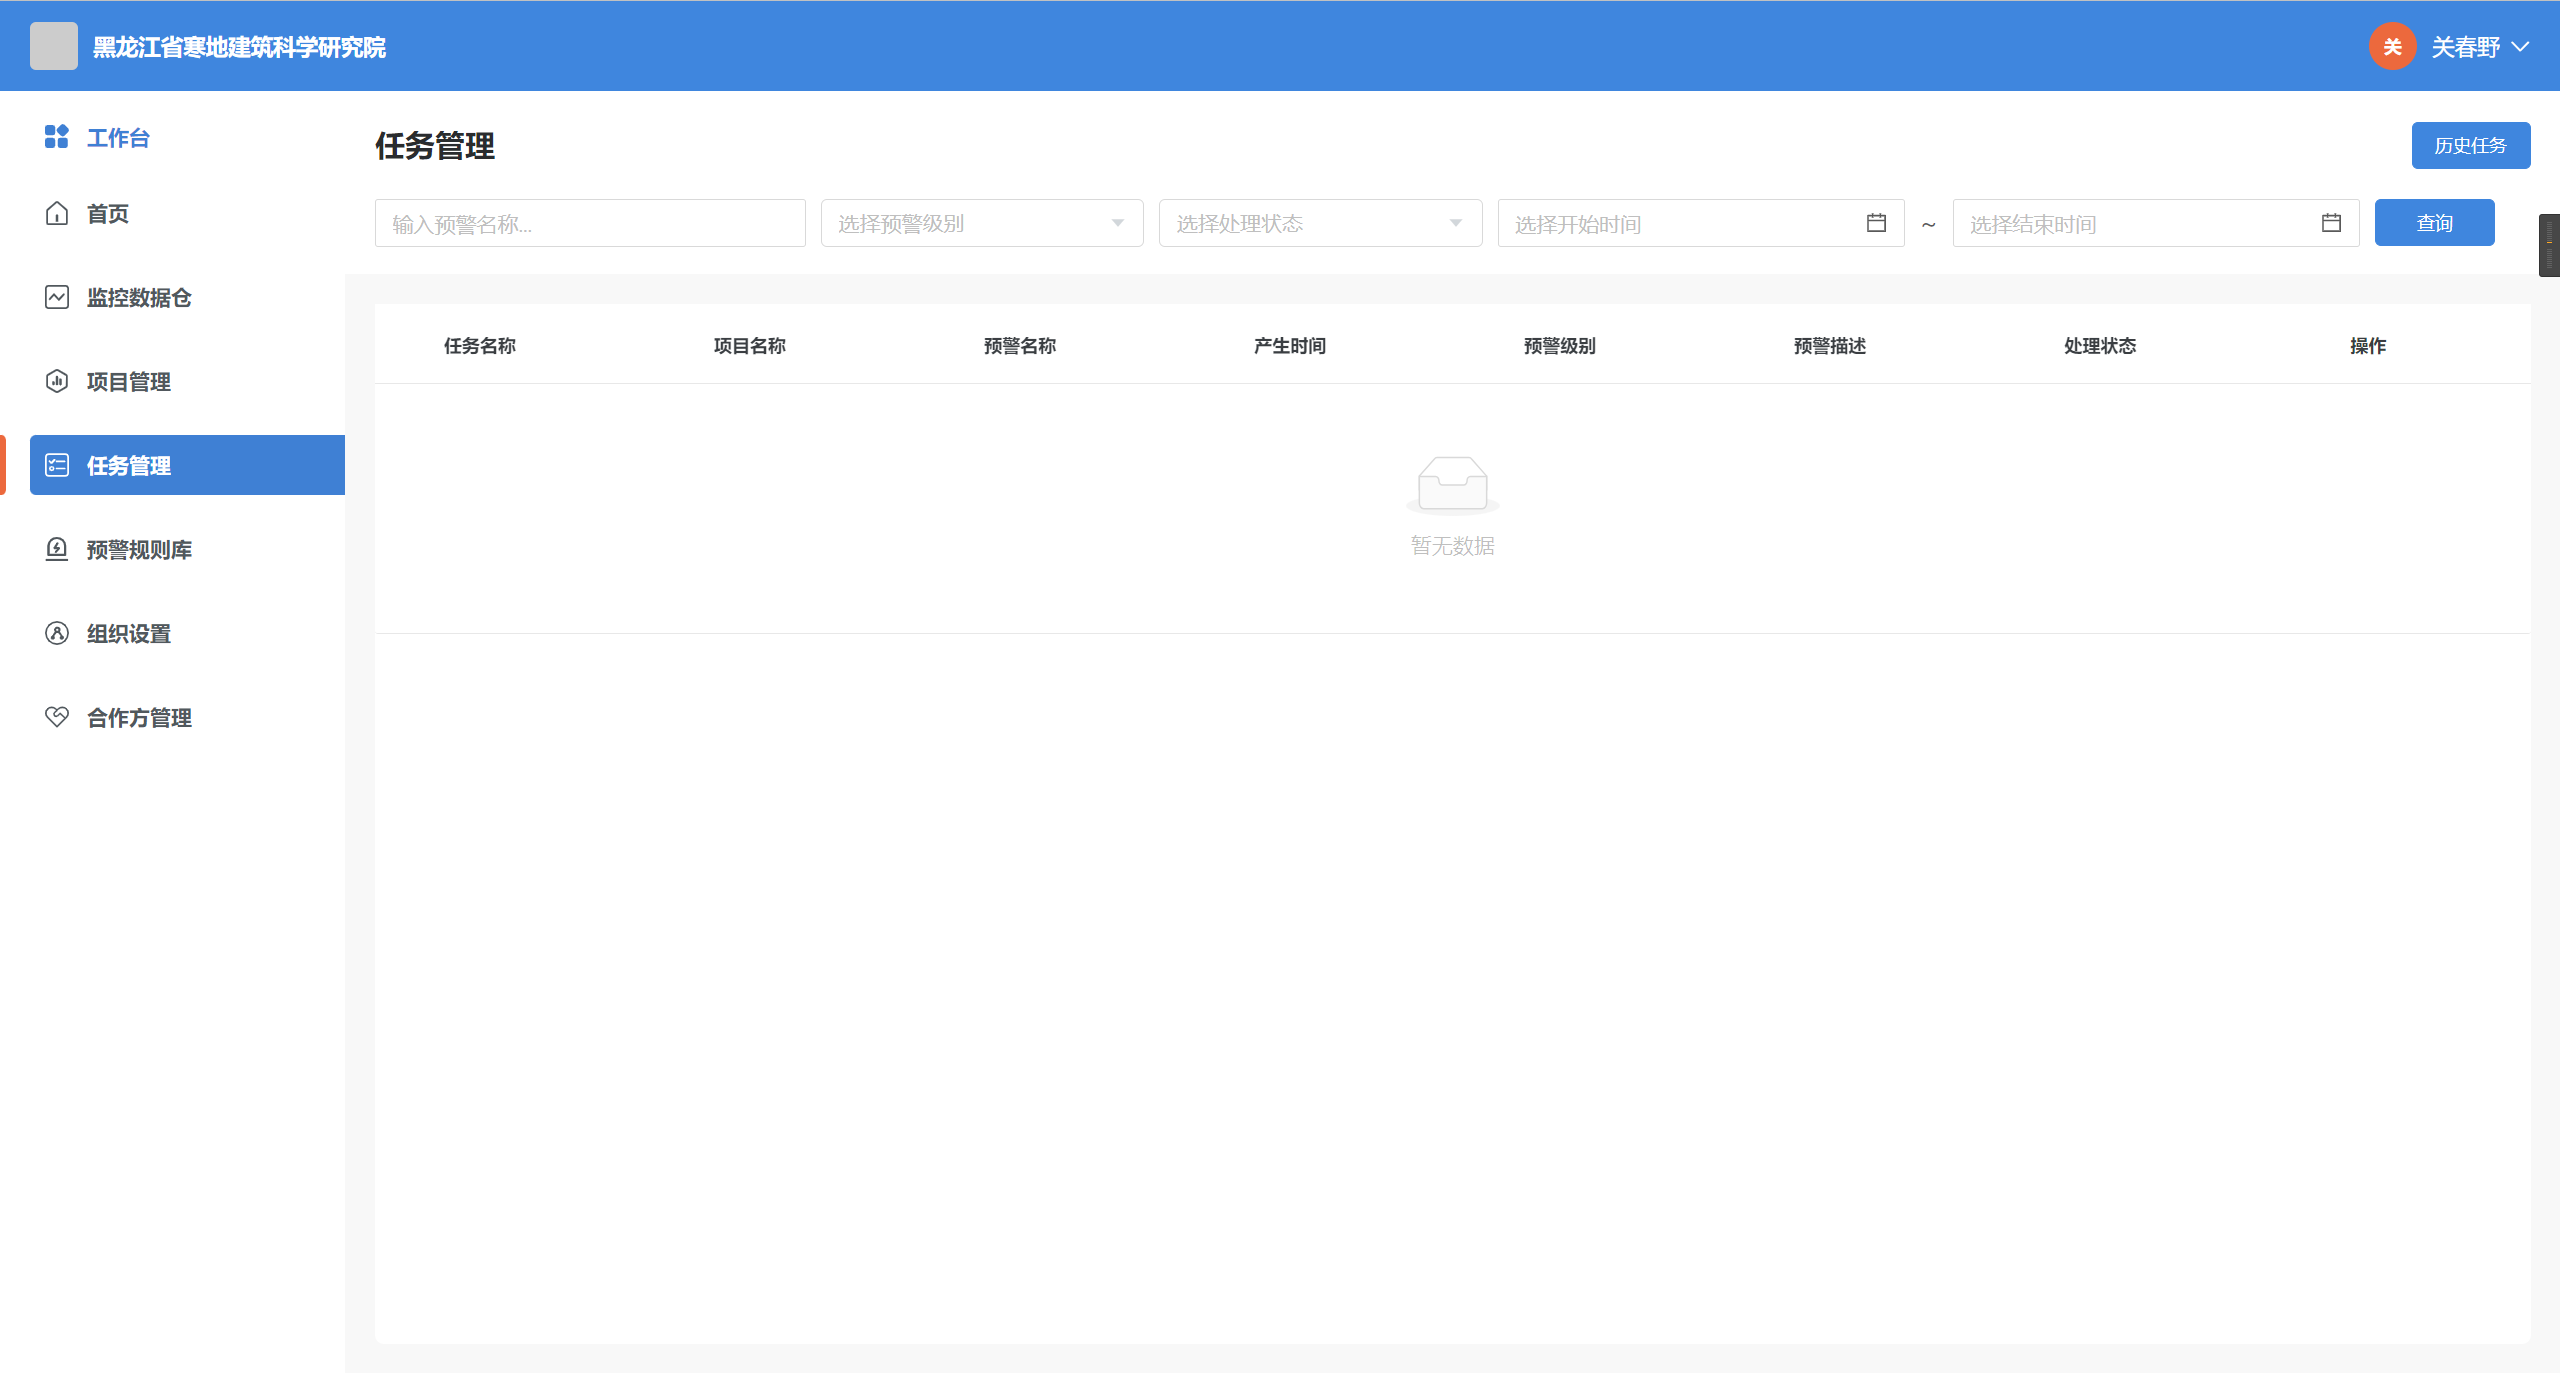 黑龙江省寒地建筑科学研究院
关
关春野
工作台
首页
监控数据仓
项目管理
任务管理
预警规则库
组织设置
合作方管理
任务管理
历史任务
输入预警名称...
选择预警级别
选择处理状态
选择开始时间
~
选择结束时间
查询
任务名称
项目名称
预警名称
产生时间
预警级别
预警描述
处理状态
操作
暂无数据